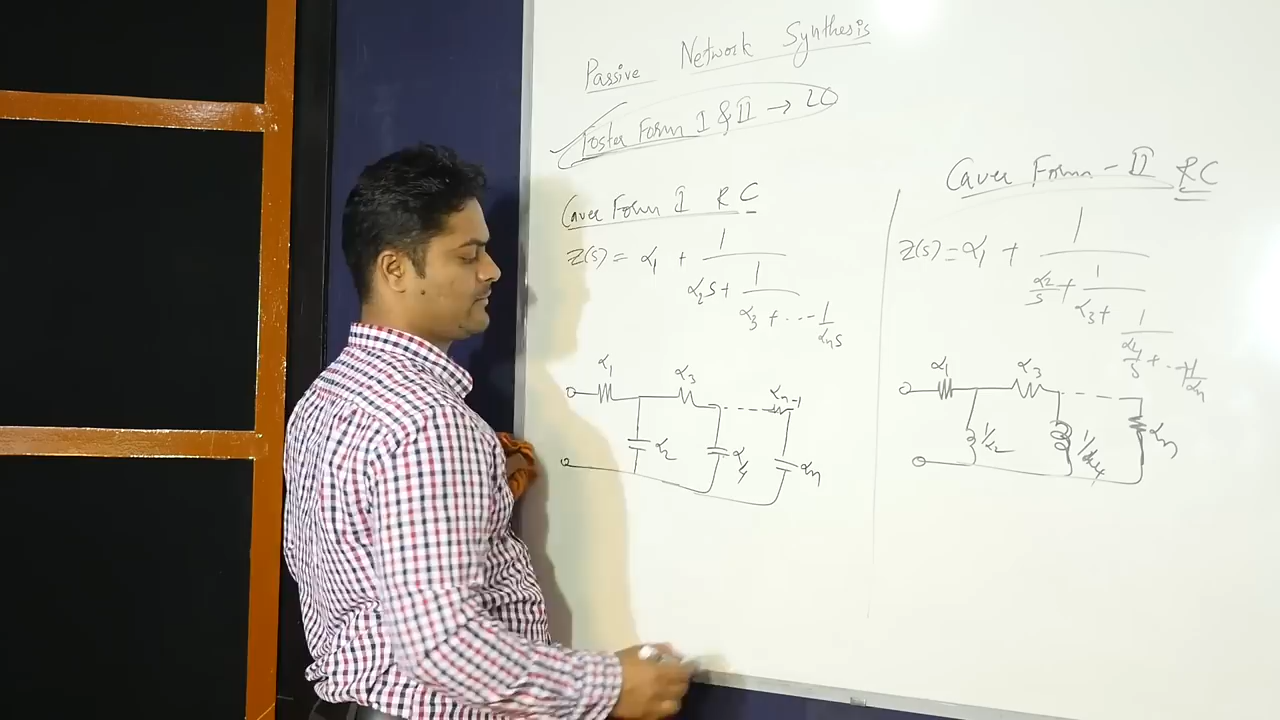 Passive Network Synthesis
Foster Form I & II → LC
Cauer Form I RC
Z(s) = α1 + 1
α2s + 1
α3 + ... 1
αns
α1 α3 αn-1
α2 α4 αn
Cauer Form - II RC
Z(s) = α1 + 1
α2/s + 1
α3 + 1
α4/s + ... 1
αn
α1 α3
1/α2 1/α4 αn